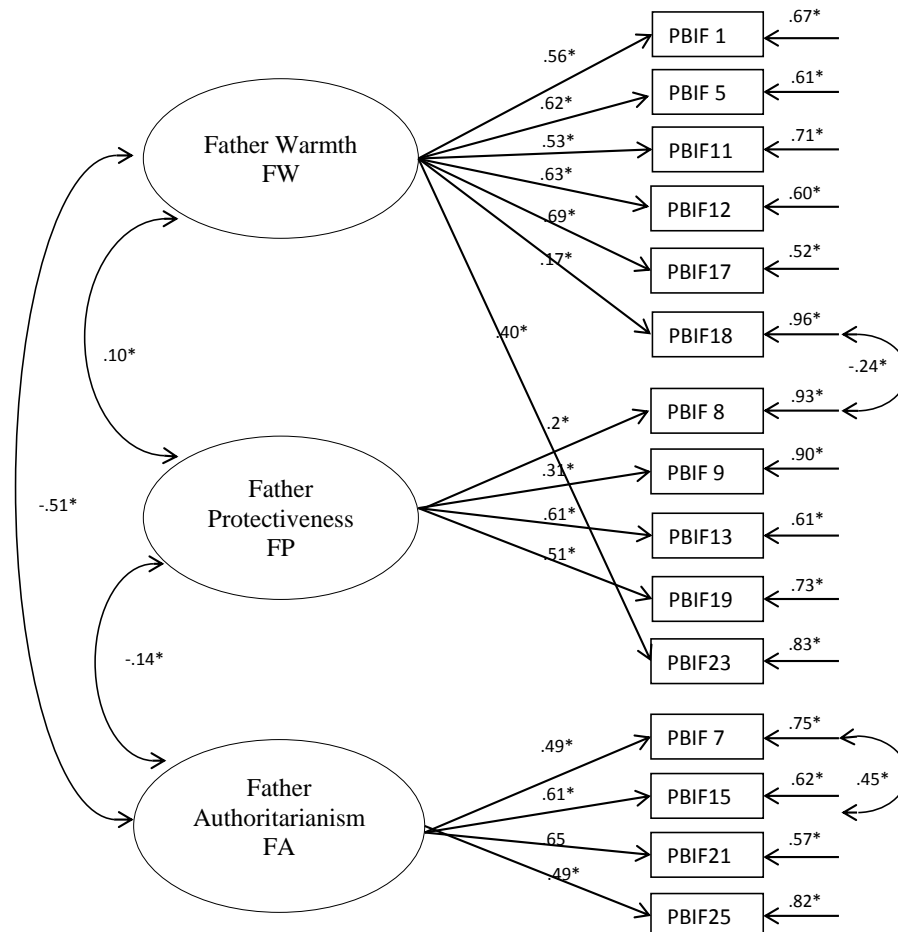 .67*
PBIF 1
.56*
.61*
PBIF 5
.62*
Father Warmth
FW
.71*
PBIF11
.53*
.63*
.60*
PBIF12
.69*
.52*
PBIF17
.17*
.96*
PBIF18
.40*
.10*
-.24*
.93*
PBIF 8
.2*
.90*
PBIF 9
.31*
Father
Protectiveness
FP
-.51*
.61*
.61*
PBIF13
.51*
.73*
PBIF19
.83*
PBIF23
-.14*
.75*
PBIF 7
.49*
.45*
.62*
PBIF15
.61*
Father
Authoritarianism
FA
.65
.57*
PBIF21
.49*
.82*
PBIF25